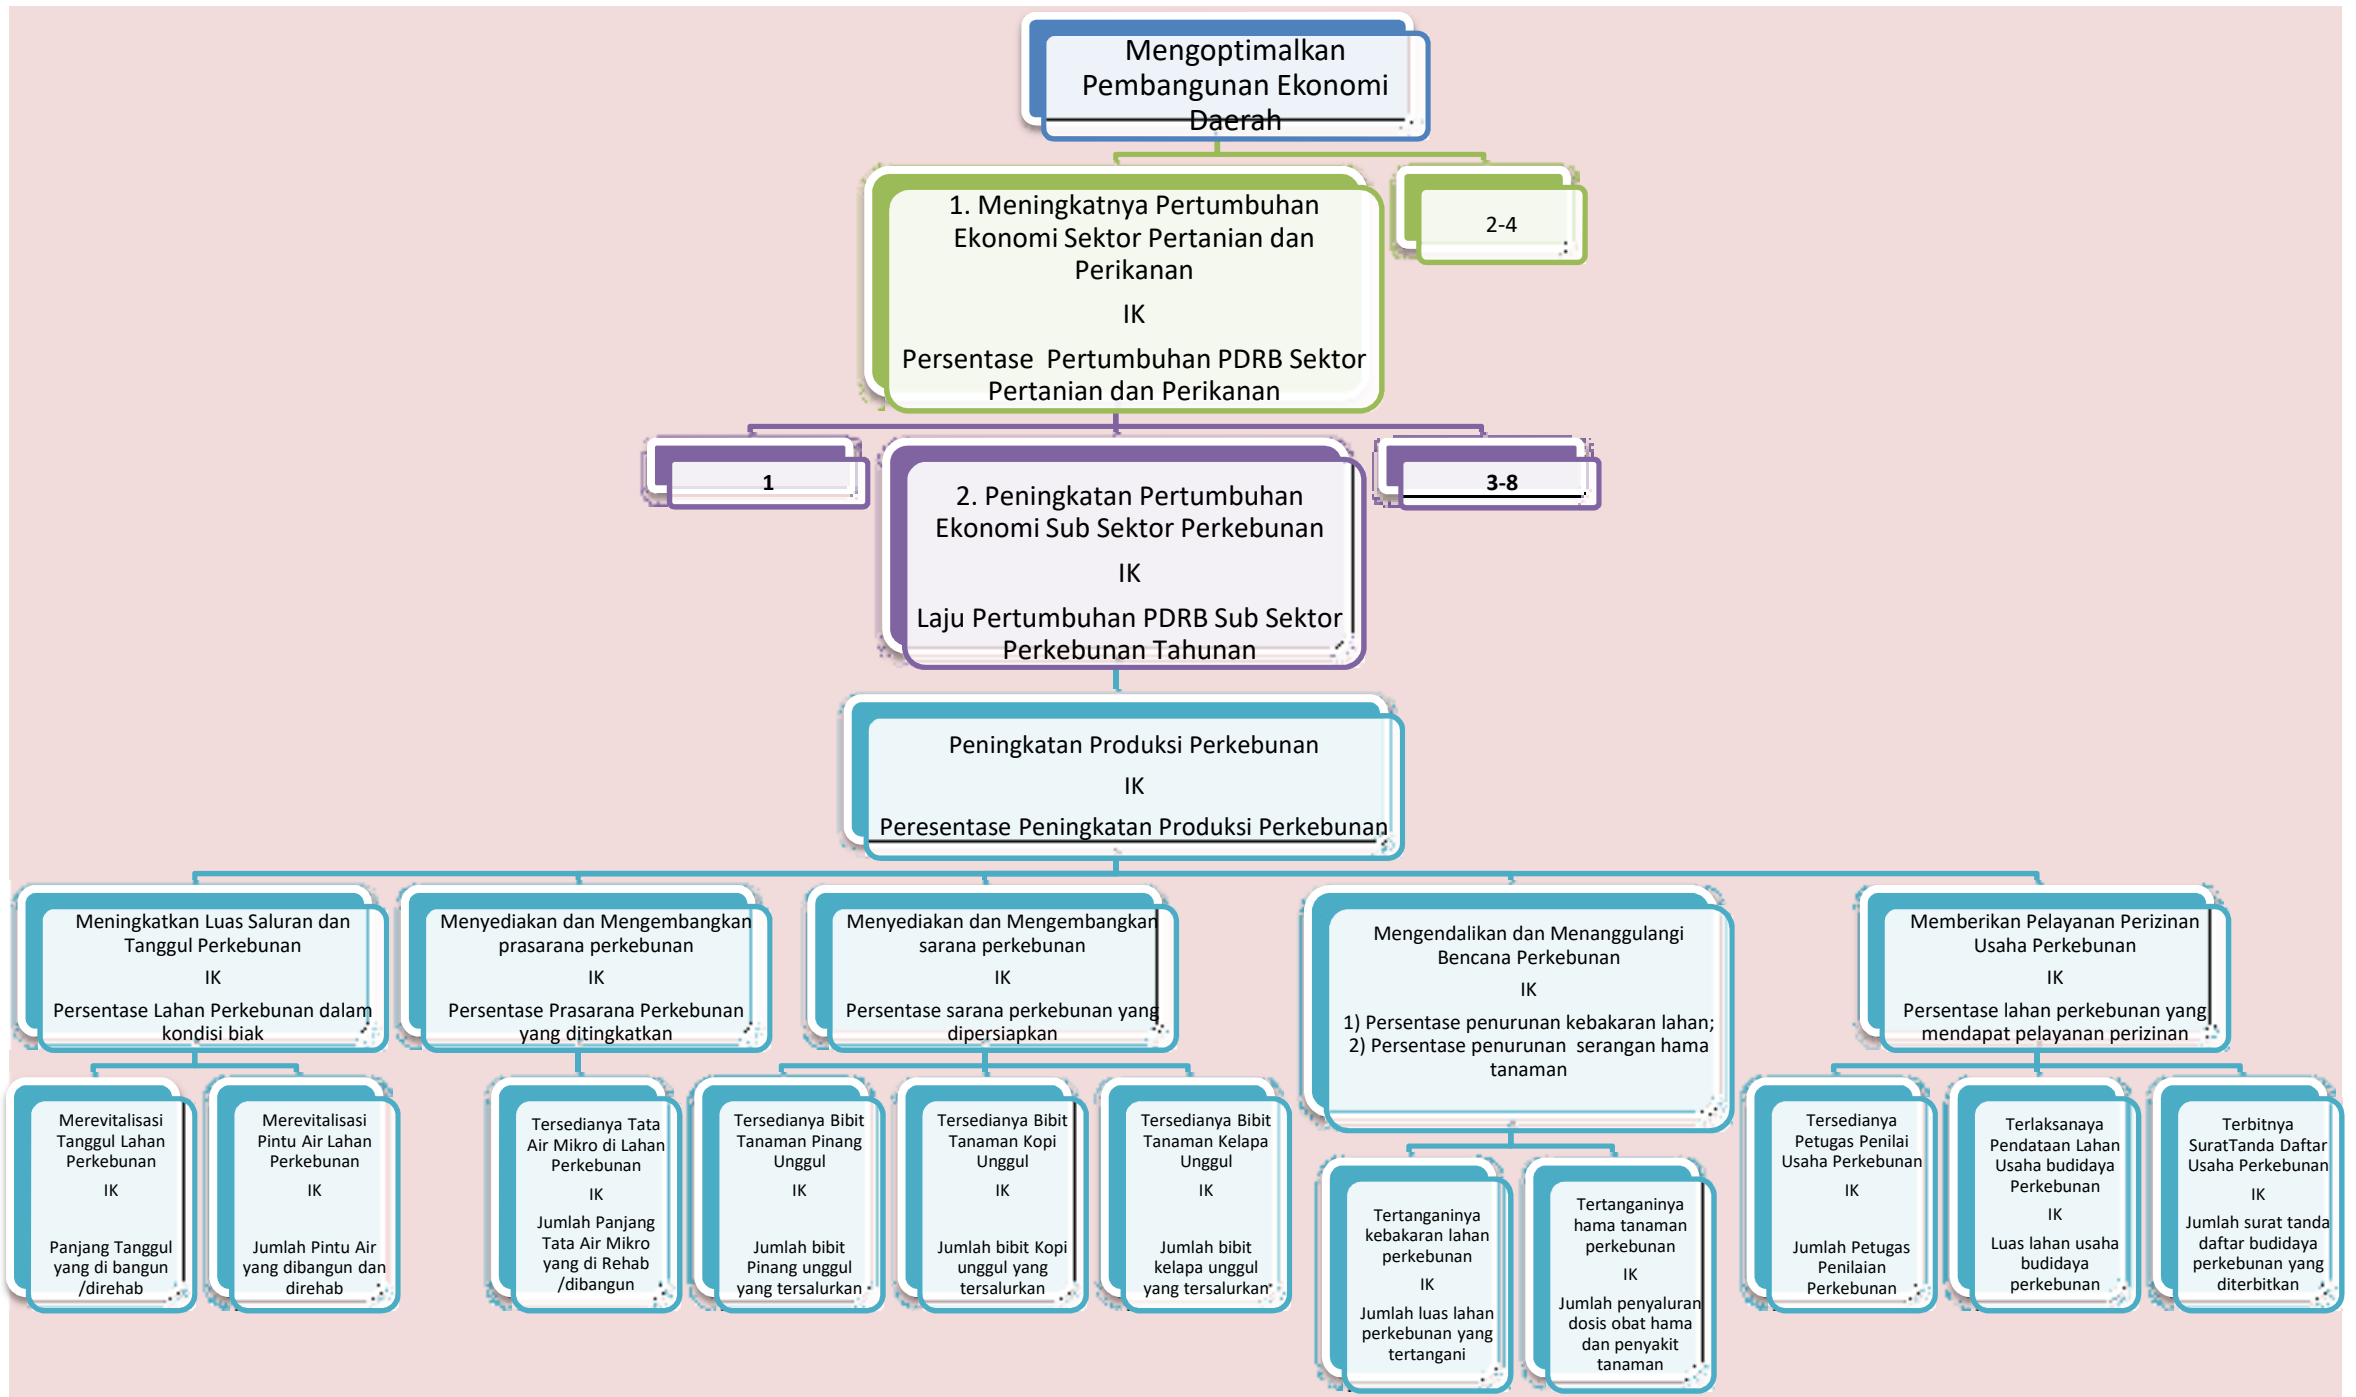 Mengoptimalkan
Pembangunan Ekonomi
Daerah
1. Meningkatnya Pertumbuhan
Ekonomi Sektor Pertanian dan
Perikanan
IK
Persentase  Pertumbuhan PDRB Sektor
Pertanian dan Perikanan
2-4
1
2. Peningkatan Pertumbuhan
Ekonomi Sub Sektor Perkebunan
IK
Laju Pertumbuhan PDRB Sub Sektor
Perkebunan Tahunan
3-8
Peningkatan Produksi Perkebunan
IK
Peresentase Peningkatan Produksi Perkebunan
Meningkatkan Luas Saluran dan
Tanggul Perkebunan
IK
Persentase Lahan Perkebunan dalam
kondisi biak
Menyediakan dan Mengembangkan
prasarana perkebunan
IK
Persentase Prasarana Perkebunan
yang ditingkatkan
Menyediakan dan Mengembangkan
sarana perkebunan
IK
Persentase sarana perkebunan yang
dipersiapkan
Mengendalikan dan Menanggulangi
Bencana Perkebunan
IK
1) Persentase penurunan kebakaran lahan;
2) Persentase penurunan  serangan hama
tanaman
Memberikan Pelayanan Perizinan
Usaha Perkebunan
IK
Persentase lahan perkebunan yang
mendapat pelayanan perizinan
Merevitalisasi
Tanggul Lahan
Perkebunan
IK
Panjang Tanggul
yang di bangun
/direhab
Merevitalisasi
Pintu Air Lahan
Perkebunan
IK
Jumlah Pintu Air
yang dibangun dan
direhab
Tersedianya Tata
Air Mikro di Lahan
Perkebunan
IK
Jumlah Panjang
Tata Air Mikro
yang di Rehab
/dibangun
Tersedianya Bibit
Tanaman Pinang
Unggul
IK
Jumlah bibit
Pinang unggul
yang tersalurkan
Tersedianya Bibit
Tanaman Kopi
Unggul
IK
Jumlah bibit Kopi
unggul yang
tersalurkan
Tersedianya Bibit
Tanaman Kelapa
Unggul
IK
Jumlah bibit
kelapa unggul
yang tersalurkan
Tertanganinya
kebakaran lahan
perkebunan
IK
Jumlah luas lahan
perkebunan yang
tertangani
Tertanganinya
hama tanaman
perkebunan
IK
Jumlah penyaluran
dosis obat hama
dan penyakit
tanaman
Tersedianya
Petugas Penilai
Usaha Perkebunan
IK
Jumlah Petugas
Penilaian
Perkebunan
Terlaksanaya
Pendataan Lahan
Usaha budidaya
Perkebunan
IK
Luas lahan usaha
budidaya
perkebunan
Terbitnya
SuratTanda Daftar
Usaha Perkebunan
IK
Jumlah surat tanda
daftar budidaya
perkebunan yang
diterbitkan